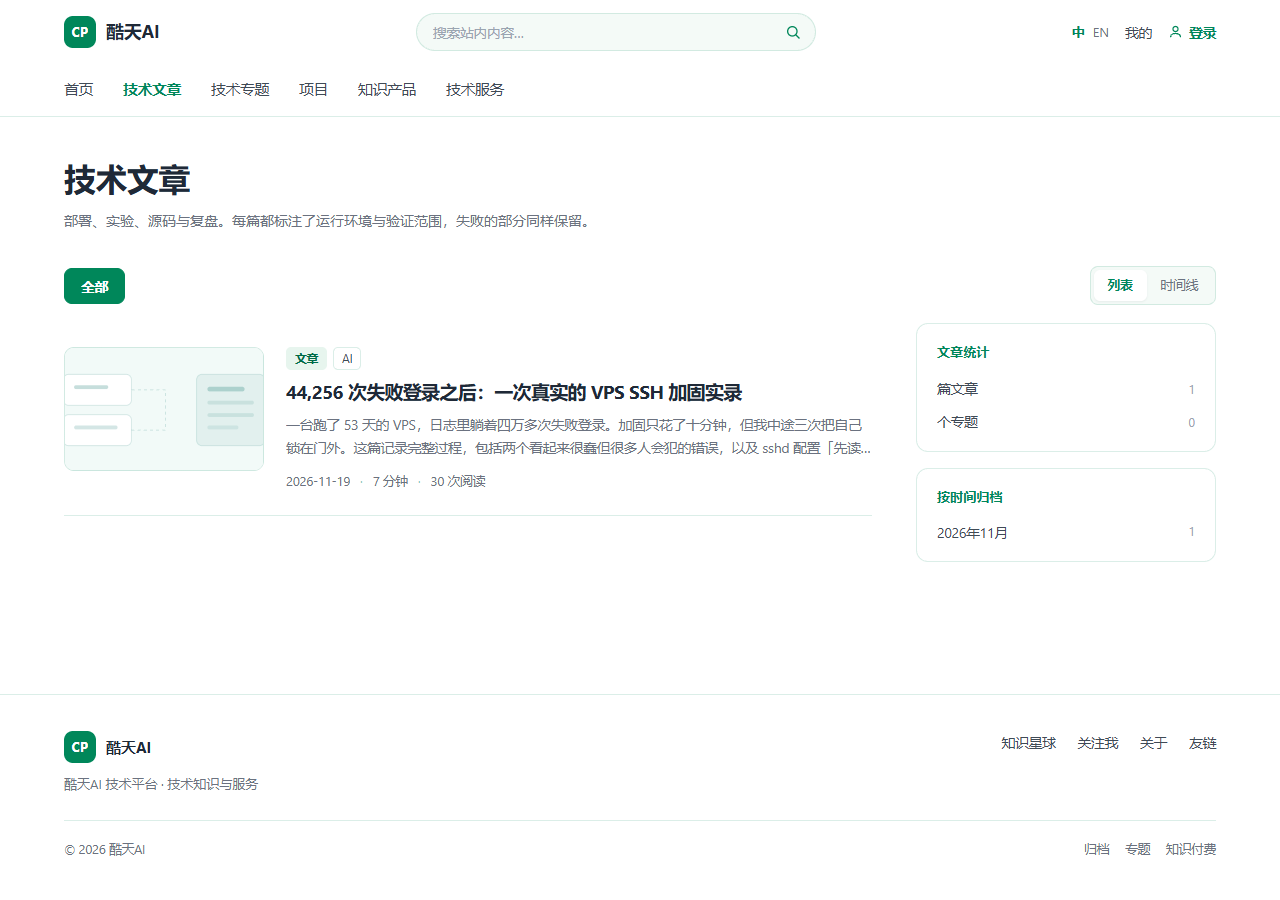 CP 酷天AI
搜索站内内容...
中 EN 我的 登录
首页 技术文章 技术专题 项目 知识产品 技术服务
技术文章
部署、实验、源码与复盘。每篇都标注了运行环境与验证范围，失败的部分同样保留。
全部
列表 时间线
文章 AI
44,256 次失败登录之后：一次真实的 VPS SSH 加固实录
一台跑了 53 天的 VPS，日志里躺着四万多次失败登录。加固只花了十分钟，但我中途三次把自己
锁在门外。这篇记录完整过程，包括两个看起来很蠢但很多人会犯的错误，以及 sshd 配置「先读...
2026-11-19 · 7 分钟 · 30 次阅读
文章统计
篇文章 1
个专题 0
按时间归档
2026年11月 1
CP 酷天AI
酷天AI 技术平台 · 技术知识与服务
知识星球 关注我 关于 友链
© 2026 酷天AI
归档 专题 知识付费